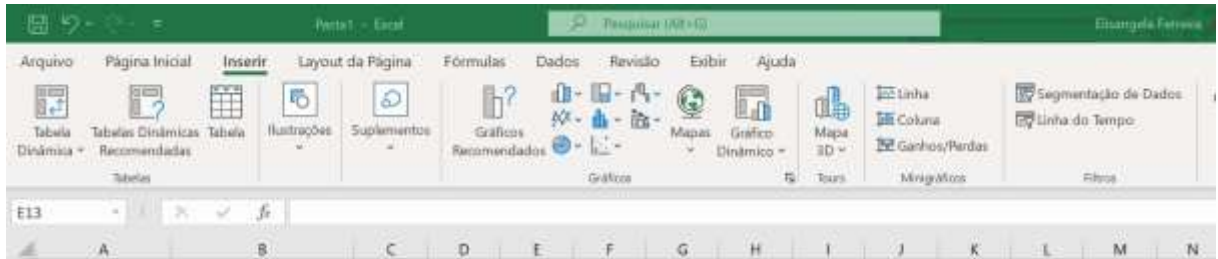 Pasta1 - Excel
Pesquisar (Alt+G)
Elisangela Ferreira
Arquivo Página Inicial Inserir Layout da Página Fórmulas Dados Revisão Exibir Ajuda
Tabela Dinâmica
Tabelas Dinâmicas Recomendadas
Tabela
Ilustrações
Suplementos
Gráficos Recomendados
Mapas
Gráfico Dinâmico
Mapa 3D
Linha
Coluna
Ganhos/Perdas
Segmentação de Dados
Linha do Tempo
Tabelas Gráficos Tours Minigráficos Filtros
E13 fx
A B C D E F G H I J K L M N